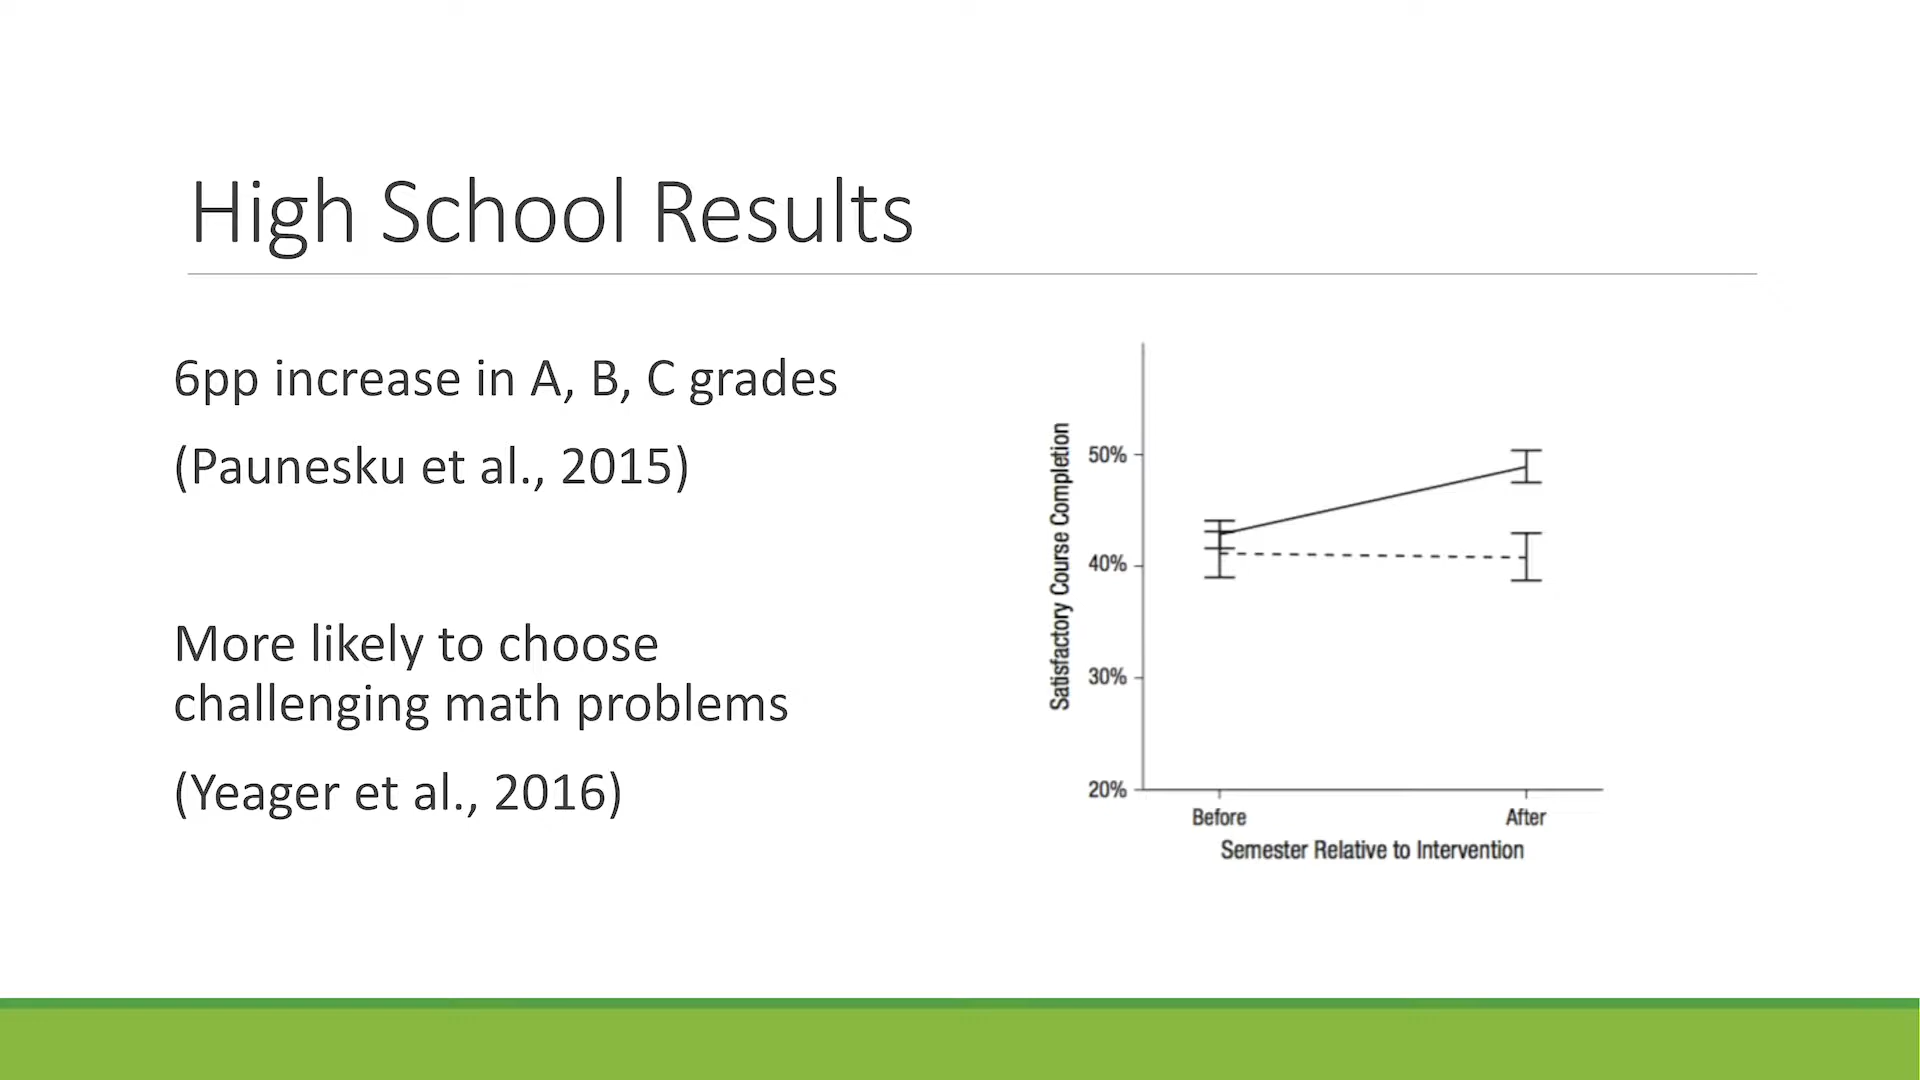 High School Results
6pp increase in A, B, C grades
(Paunesku et al., 2015)
More likely to choose
challenging math problems
(Yeager et al., 2016)
Satisfactory Course Completion
50%
40%
30%
20%
Before
After
Semester Relative to Intervention